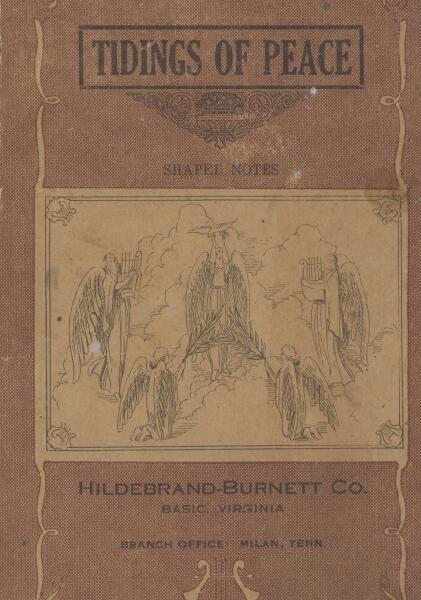 TIDINGS OF PEACE
SHAPED NOTES
HILDEBRAND-BURNETT CO.
BASIC, VIRGINIA
BRANCH OFFICE: MILAN, TENN.